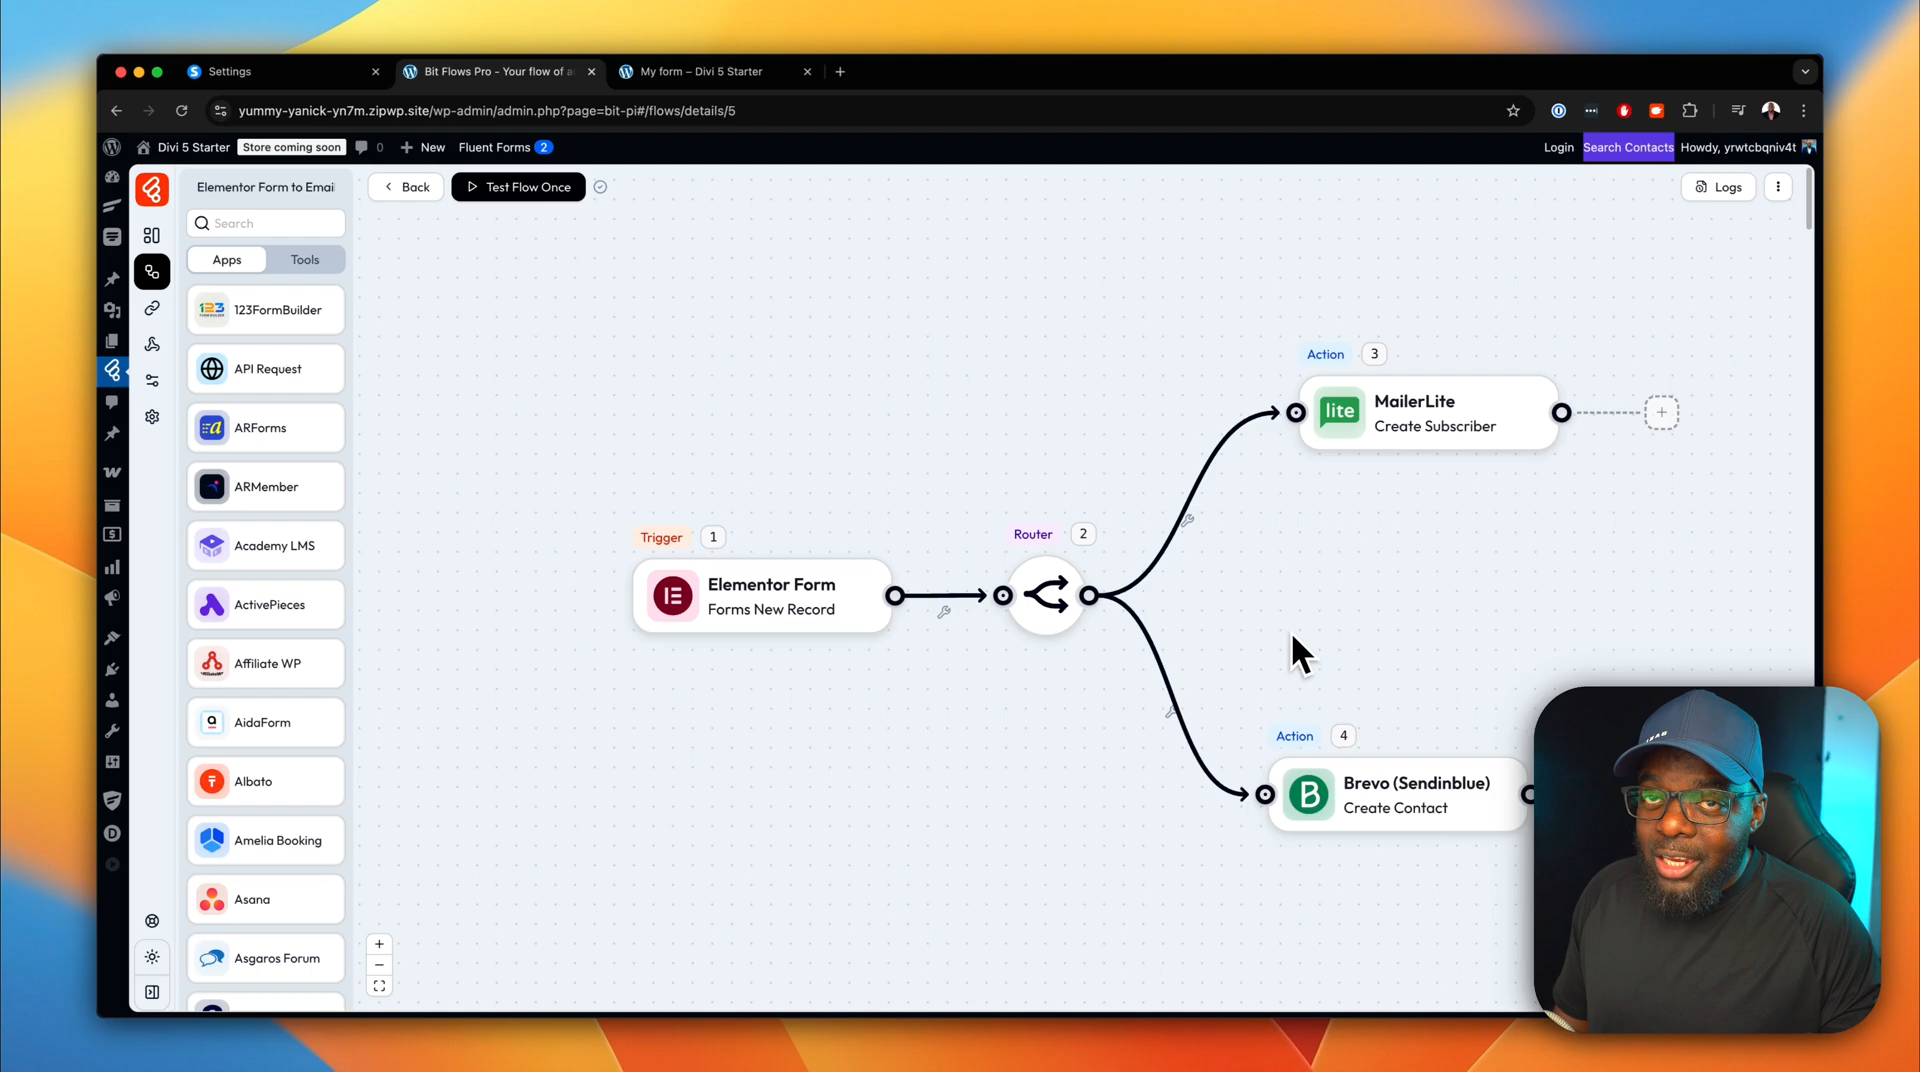 Settings
Bit Flows Pro - Your flow of a
My form – Divi 5 Starter
yummy-yanick-yn7m.zipwp.site/wp-admin/admin.php?page=bit-pi#/flows/details/5
Divi 5 Starter
Store coming soon
0
New
Fluent Forms 2
Login
Search Contacts
Howdy, yrwtcbqniv4t
Elementor Form to Emai
Back
Test Flow Once
Logs
Search
Apps
Tools
123FormBuilder
API Request
ARForms
ARMember
Academy LMS
ActivePieces
Affiliate WP
AidaForm
Albato
Amelia Booking
Asana
Asgaros Forum
Trigger 1
Elementor Form
Forms New Record
Router 2
Action 3
lite
MailerLite
Create Subscriber
Action 4
B
Brevo (Sendinblue)
Create Contact